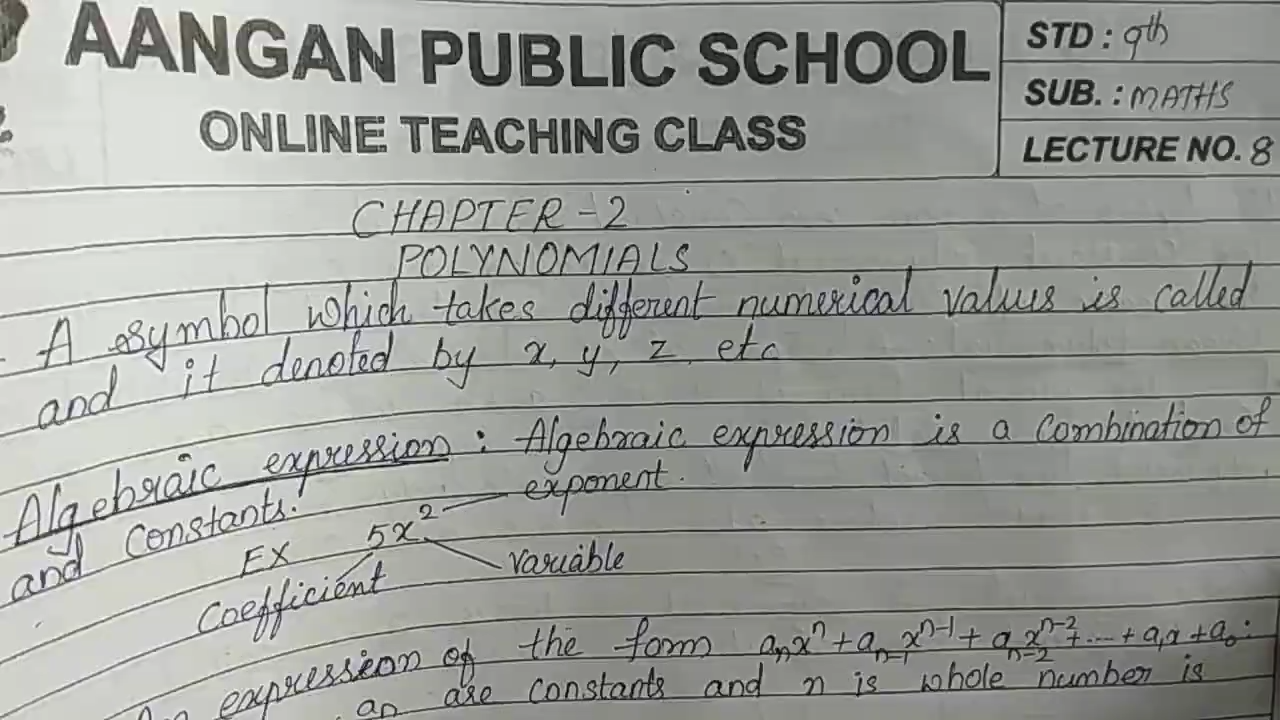 AANGAN PUBLIC SCHOOL
ONLINE TEACHING CLASS
STD : 9th
SUB. : MATHS
LECTURE NO. 8
CHAPTER - 2
POLYNOMIALS
A symbol which takes different numerical values is called
and it denoted by x, y, z etc
Algebraic expression : Algebraic expression is a combination of
and constants.
exponent.
EX 5x²
variable
Coefficient
expression of the form aₙxⁿ + aₙ₋₁xⁿ⁻¹ + aₙ₋₂xⁿ⁻² + .... + a₁x + a₀.
an are constants and n is whole number is